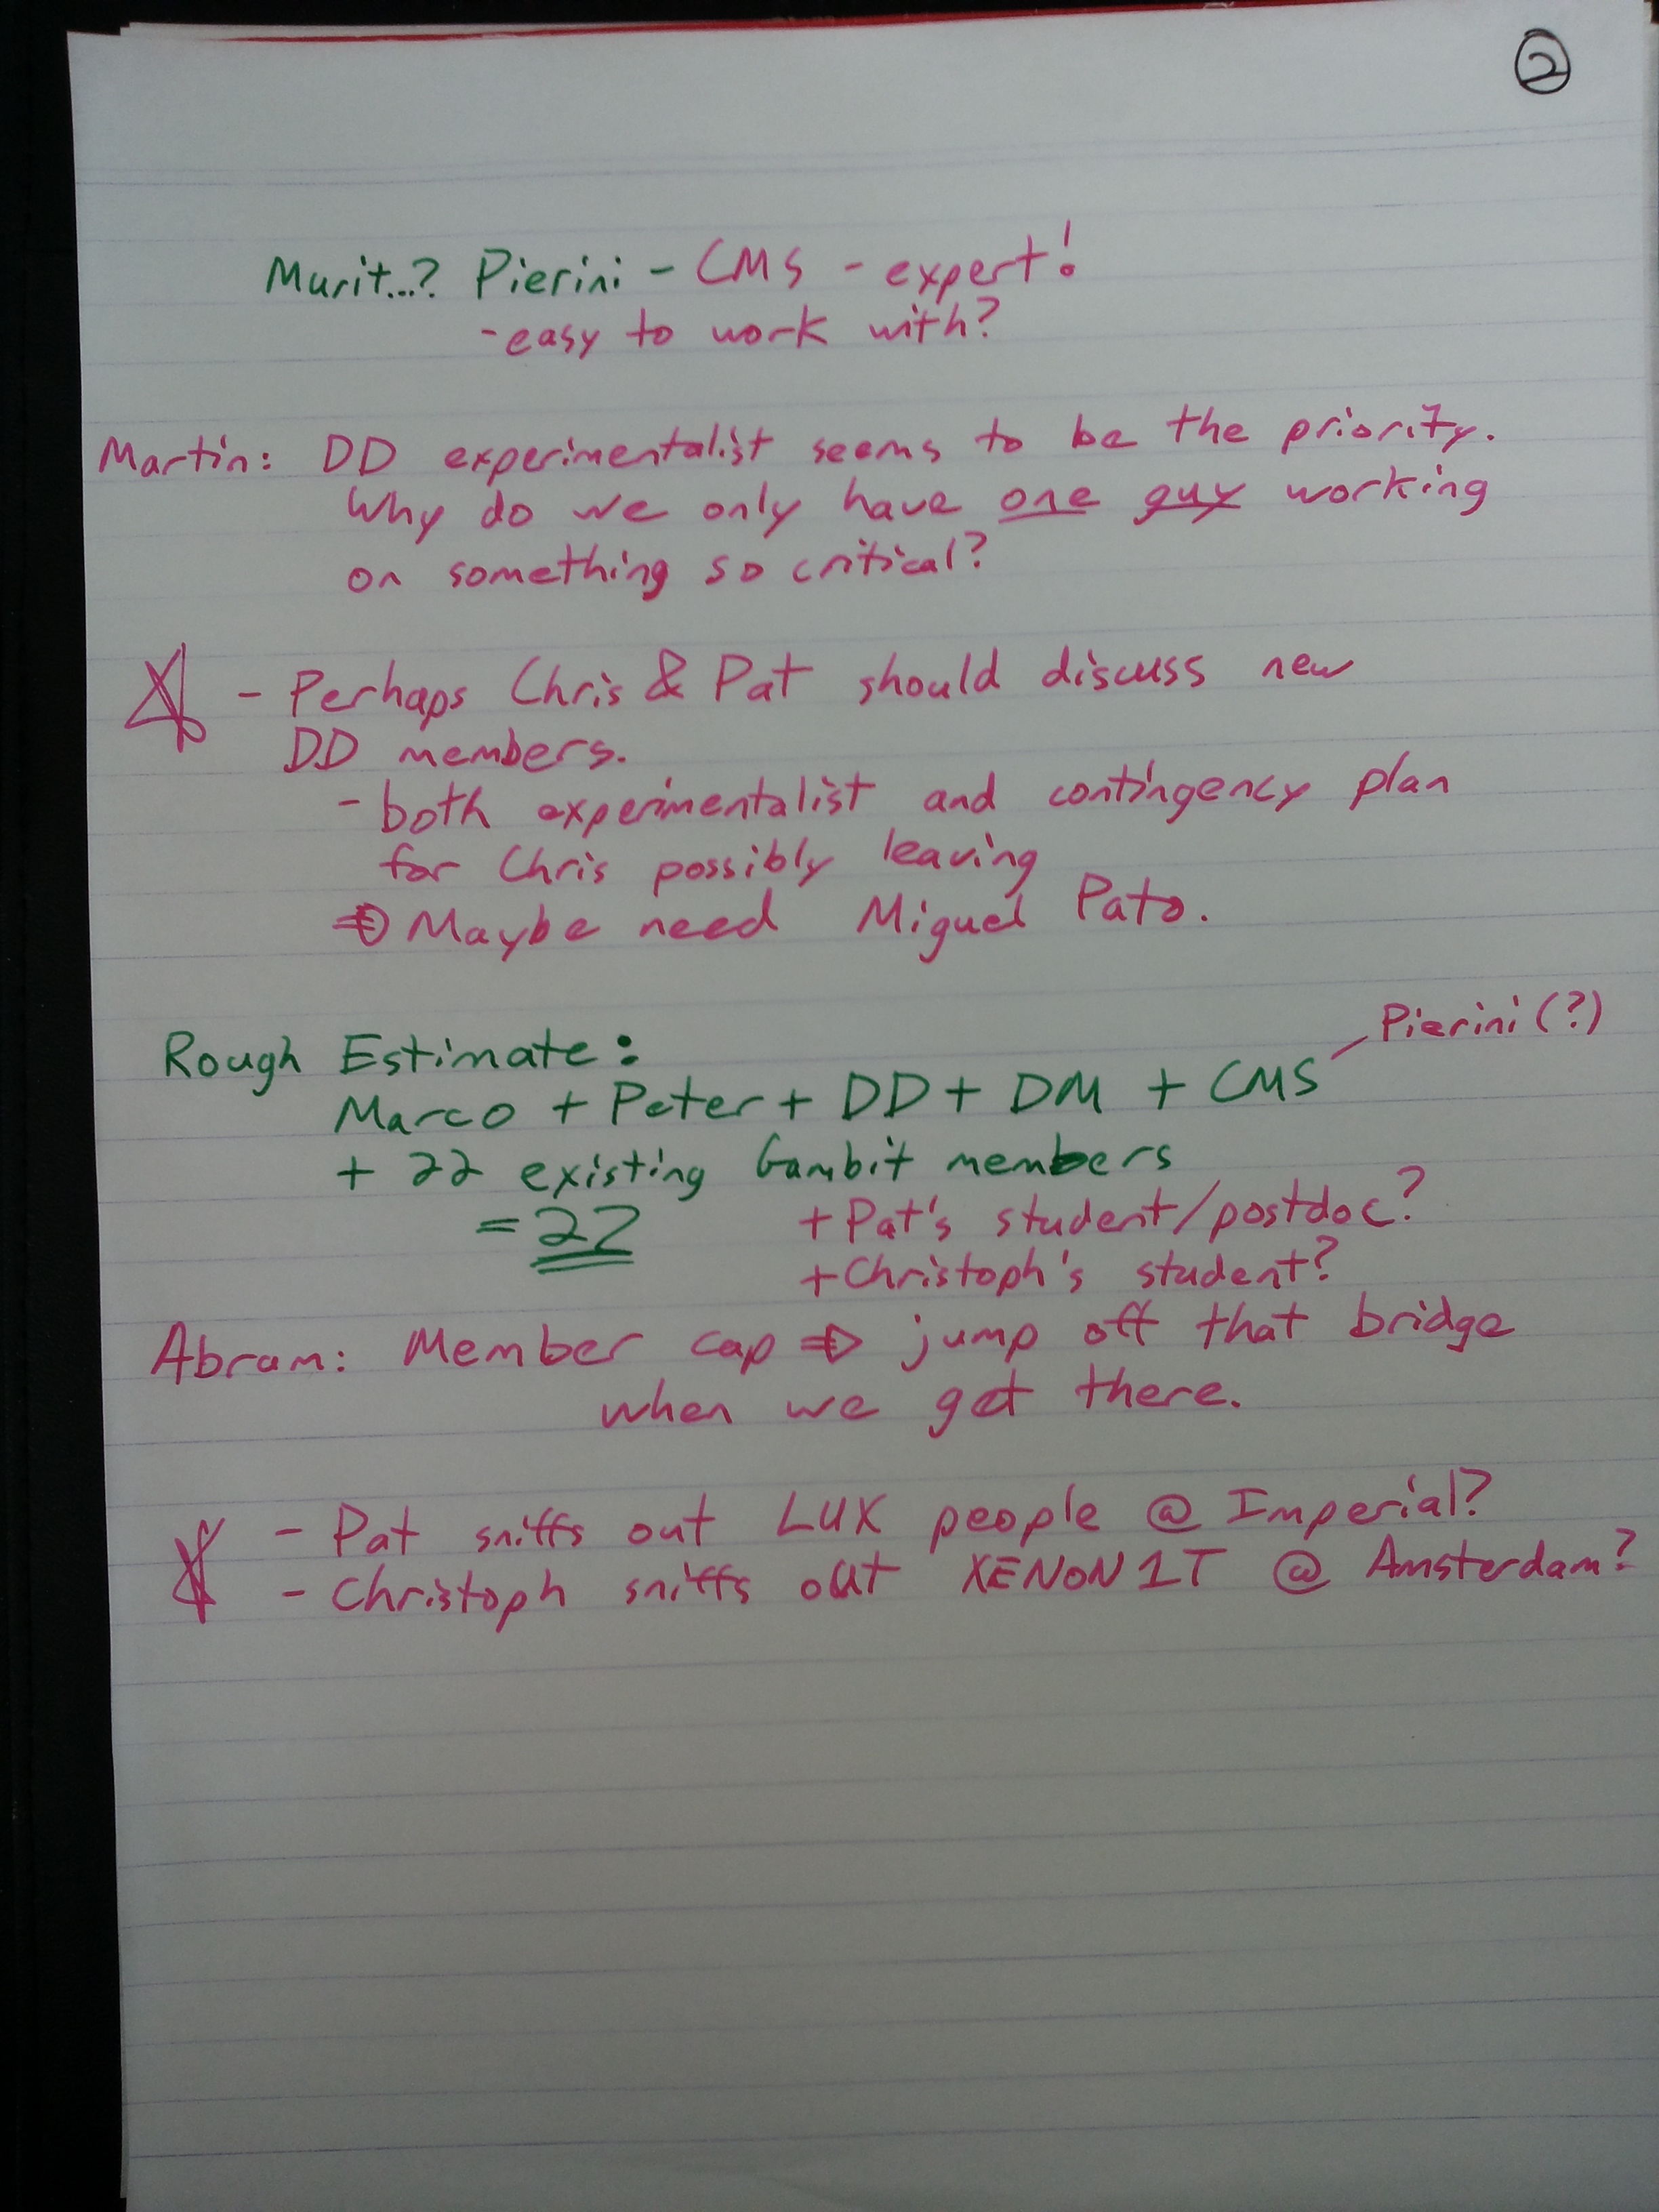 2
Murit...? Pierini - CMS - expert!
- easy to work with?
Martin: DD experimentalist seems to be the priority.
Why do we only have one guy working
on something so critical?
- Perhaps Chris & Pat should discuss new
DD members.
- both experimentalist and contingency plan
for Chris possibly leaving
⇒ Maybe need Miguel Pato.
Rough Estimate:
Pierini (?)
Marco + Peter + DD + DM + CMS
+ 22 existing Gambit members
= 27
+ Pat's student/postdoc?
+ Christoph's student?
Abram: Member cap ⇒ jump off that bridge
when we get there.
- Pat sniffs out LUX people @ Imperial?
- Christoph sniffs out XENON1T @ Amsterdam?